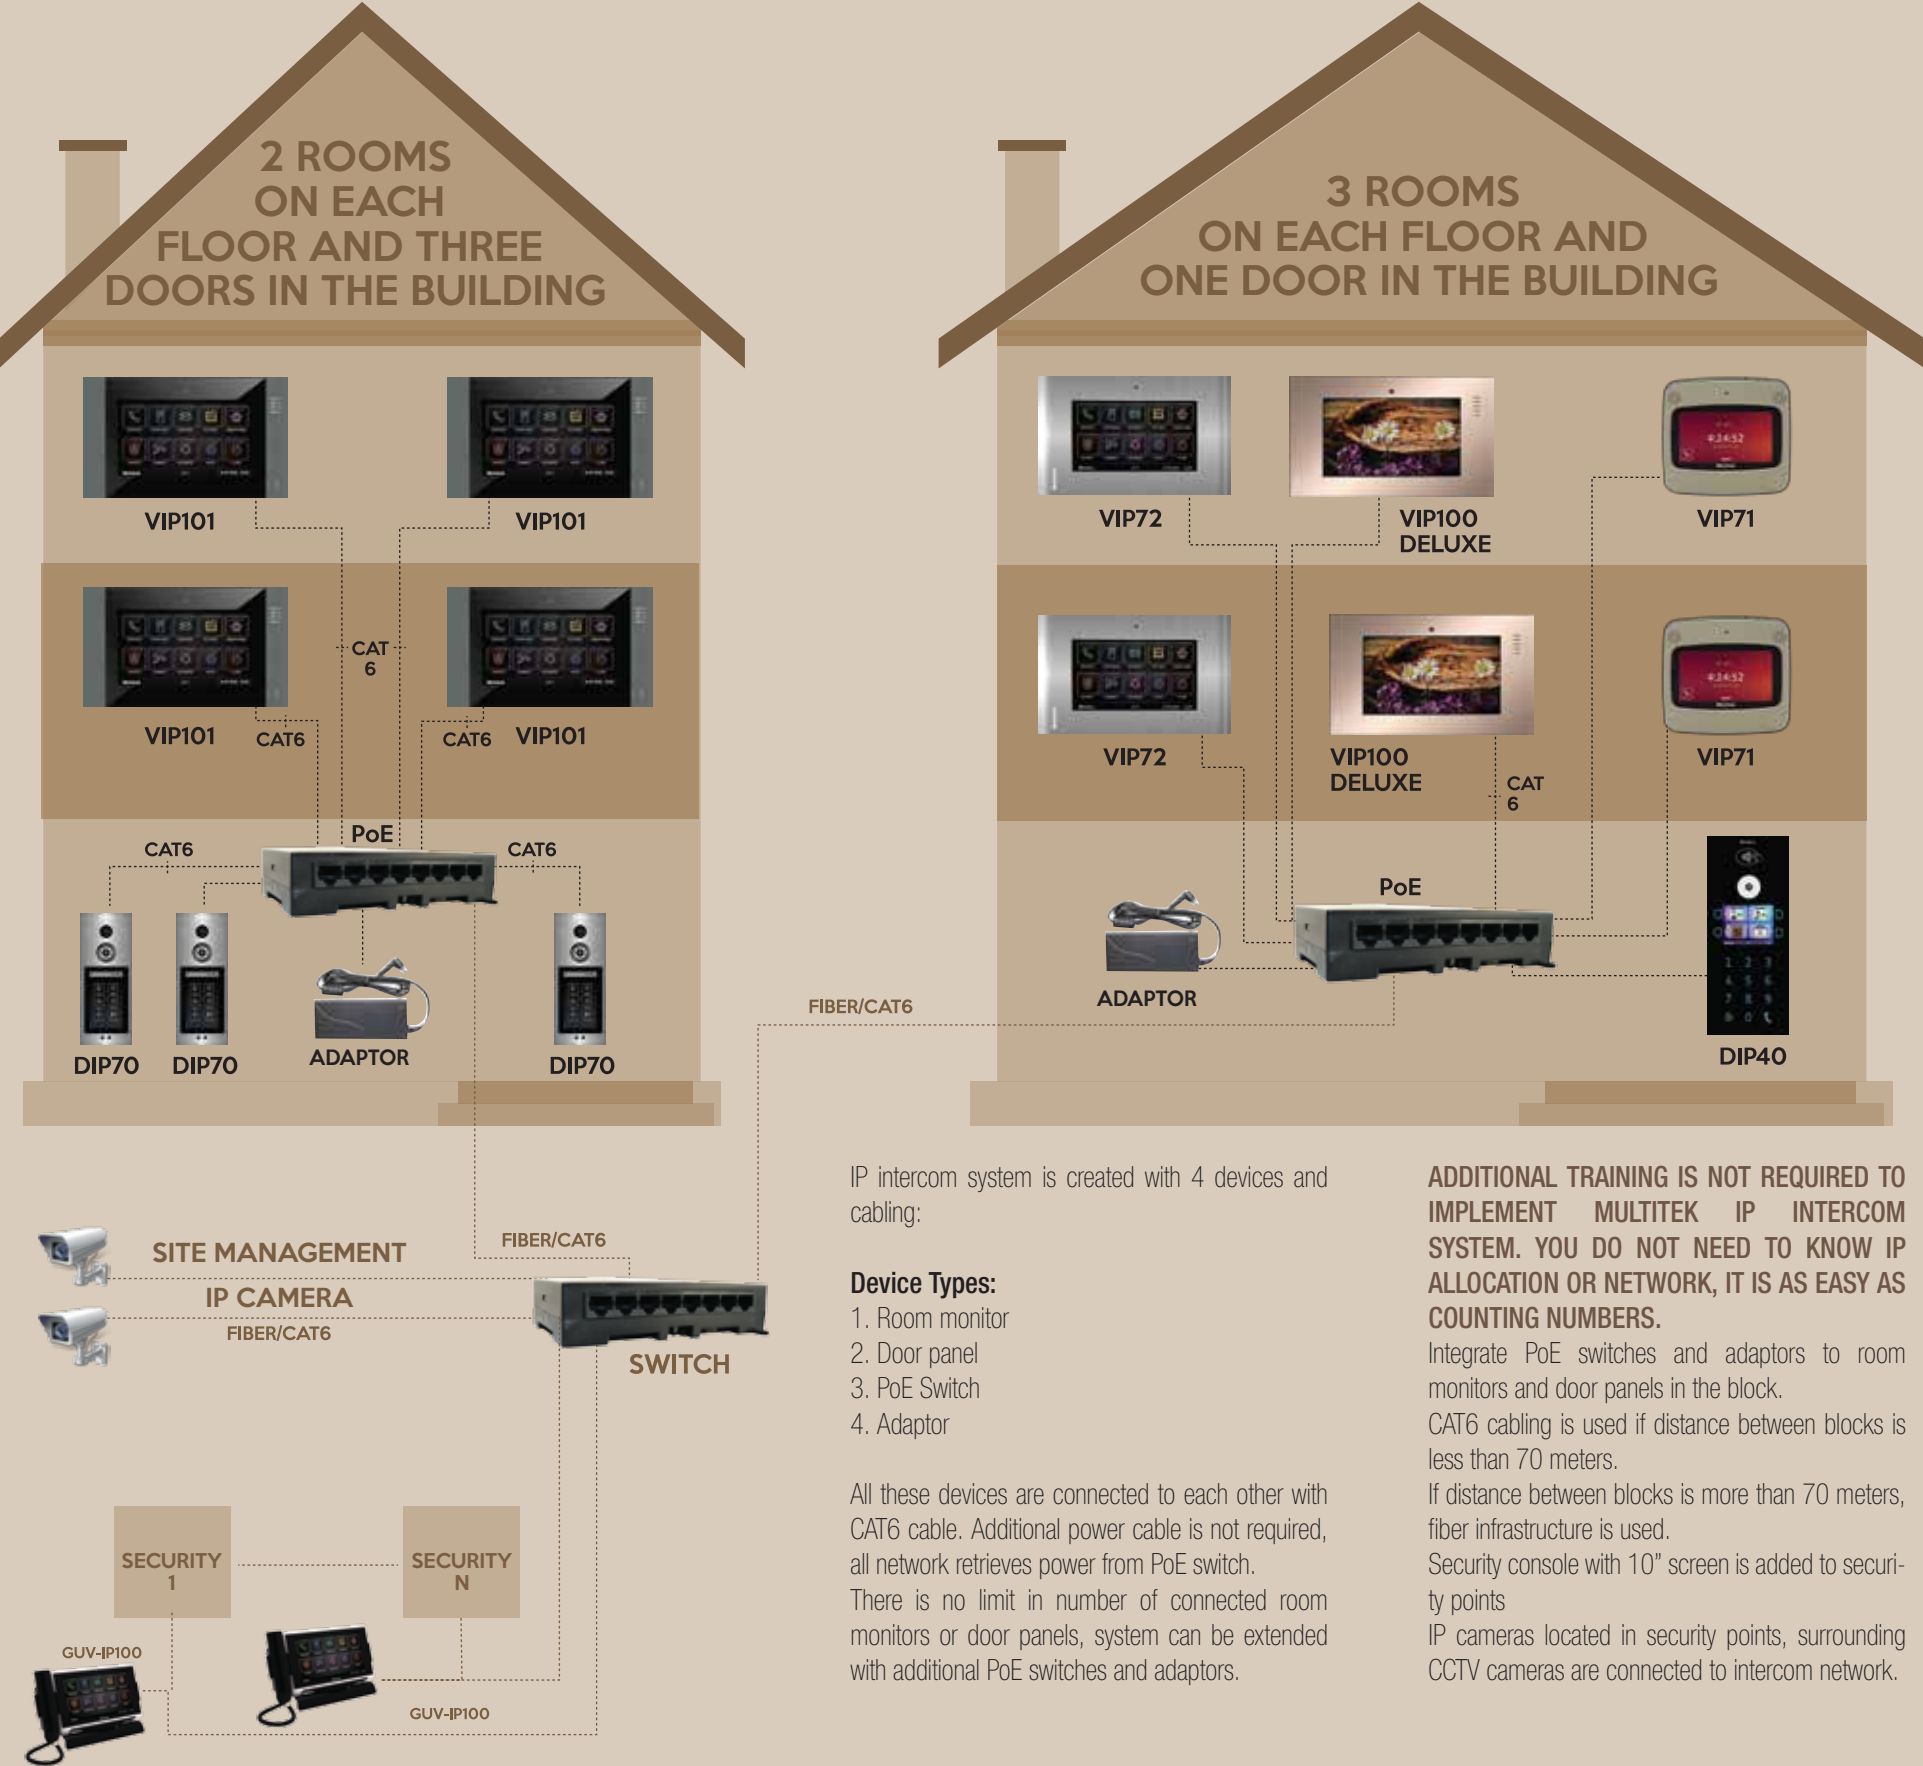 2 ROOMS
ON EACH
FLOOR AND THREE
DOORS IN THE BUILDING
VIP101
VIP101
CAT
6
VIP101
CAT6
CAT6
VIP101
PoE
CAT6
CAT6
DIP70
DIP70
ADAPTOR
DIP70
3 ROOMS
ON EACH FLOOR AND
ONE DOOR IN THE BUILDING
VIP72
VIP100
DELUXE
VIP71
4:24:52
VIP72
VIP100
DELUXE
VIP71
4:24:52
CAT
6
PoE
ADAPTOR
DIP40
FIBER/CAT6
FIBER/CAT6
SITE MANAGEMENT
IP CAMERA
FIBER/CAT6
SWITCH
SECURITY
1
SECURITY
N
GUV-IP100
GUV-IP100
IP intercom system is created with 4 devices and
cabling:
Device Types:
1. Room monitor
2. Door panel
3. PoE Switch
4. Adaptor
All these devices are connected to each other with
CAT6 cable. Additional power cable is not required,
all network retrieves power from PoE switch.
There is no limit in number of connected room
monitors or door panels, system can be extended
with additional PoE switches and adaptors.
ADDITIONAL TRAINING IS NOT REQUIRED TO
IMPLEMENT MULTITEK IP INTERCOM
SYSTEM. YOU DO NOT NEED TO KNOW IP
ALLOCATION OR NETWORK, IT IS AS EASY AS
COUNTING NUMBERS.
Integrate PoE switches and adaptors to room
monitors and door panels in the block.
CAT6 cabling is used if distance between blocks is
less than 70 meters.
If distance between blocks is more than 70 meters,
fiber infrastructure is used.
Security console with 10” screen is added to securi-
ty points
IP cameras located in security points, surrounding
CCTV cameras are connected to intercom network.